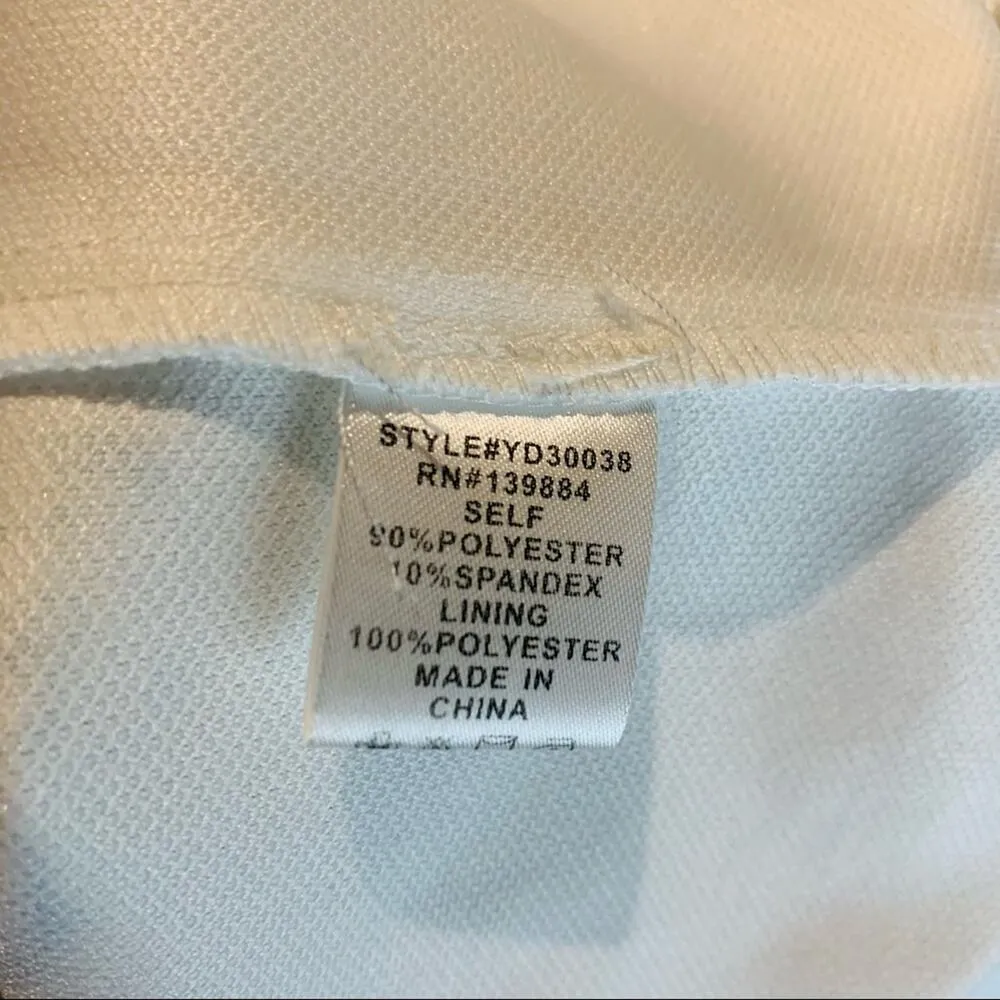 STYLE#YD30038
RN#139884
SELF
90%POLYESTER
10%SPANDEX
LINING
100%POLYESTER
MADE IN
CHINA